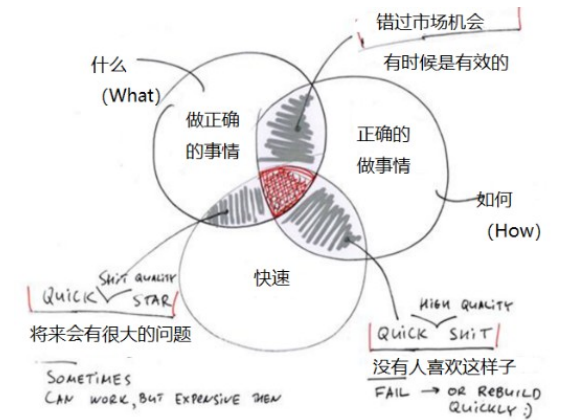 错过市场机会
有时候是有效的
什么
(What)
做正确
的事情
正确的
做事情
如何
(How)
快速
SHIT QUALITY
QUICK STAR
将来会有很大的问题
SOMETIMES
CAN WORK, BUT EXPENSIVE THEN
HIGH QUALITY
QUICK SHIT
没有人喜欢这样子
FAIL → OR REBUILD
QUICKLY :)